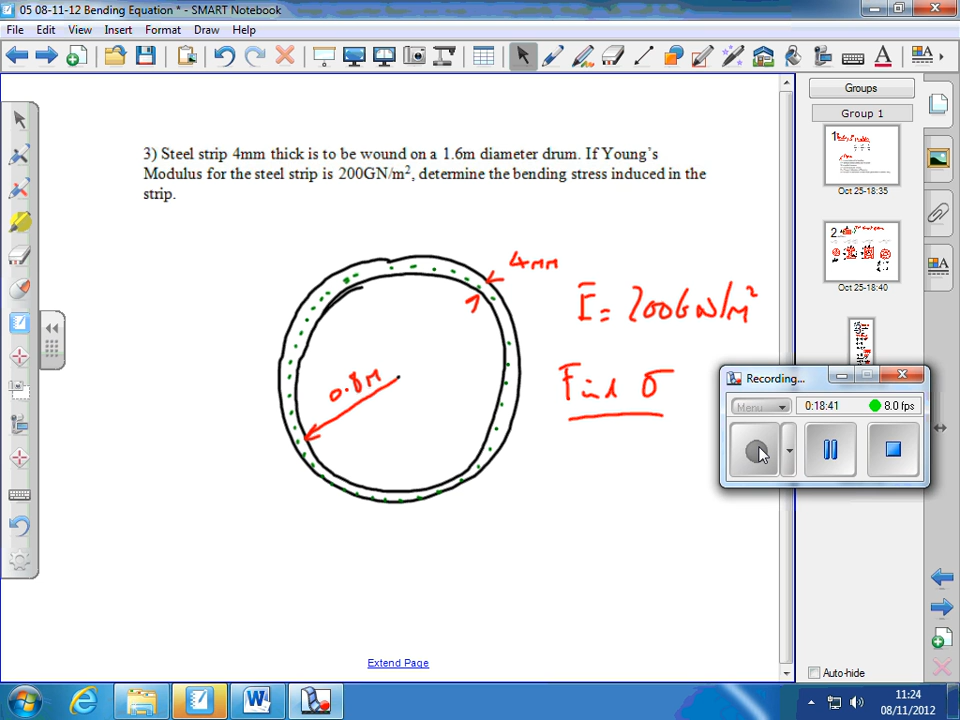 05 08-11-12 Bending Equation * - SMART Notebook
File Edit View Insert Format Draw Help
3) Steel strip 4mm thick is to be wound on a 1.6m diameter drum. If Young's
Modulus for the steel strip is 200GN/m², determine the bending stress induced in the
strip.
4mm
E = 200GN/m²
0.8m
Find σ
Extend Page
Groups
Group 1
1
Oct 25-18:35
2
Oct 25-18:40
Recording...
Menu
0:18:41
8.0 fps
Auto-hide
11:24
08/11/2012